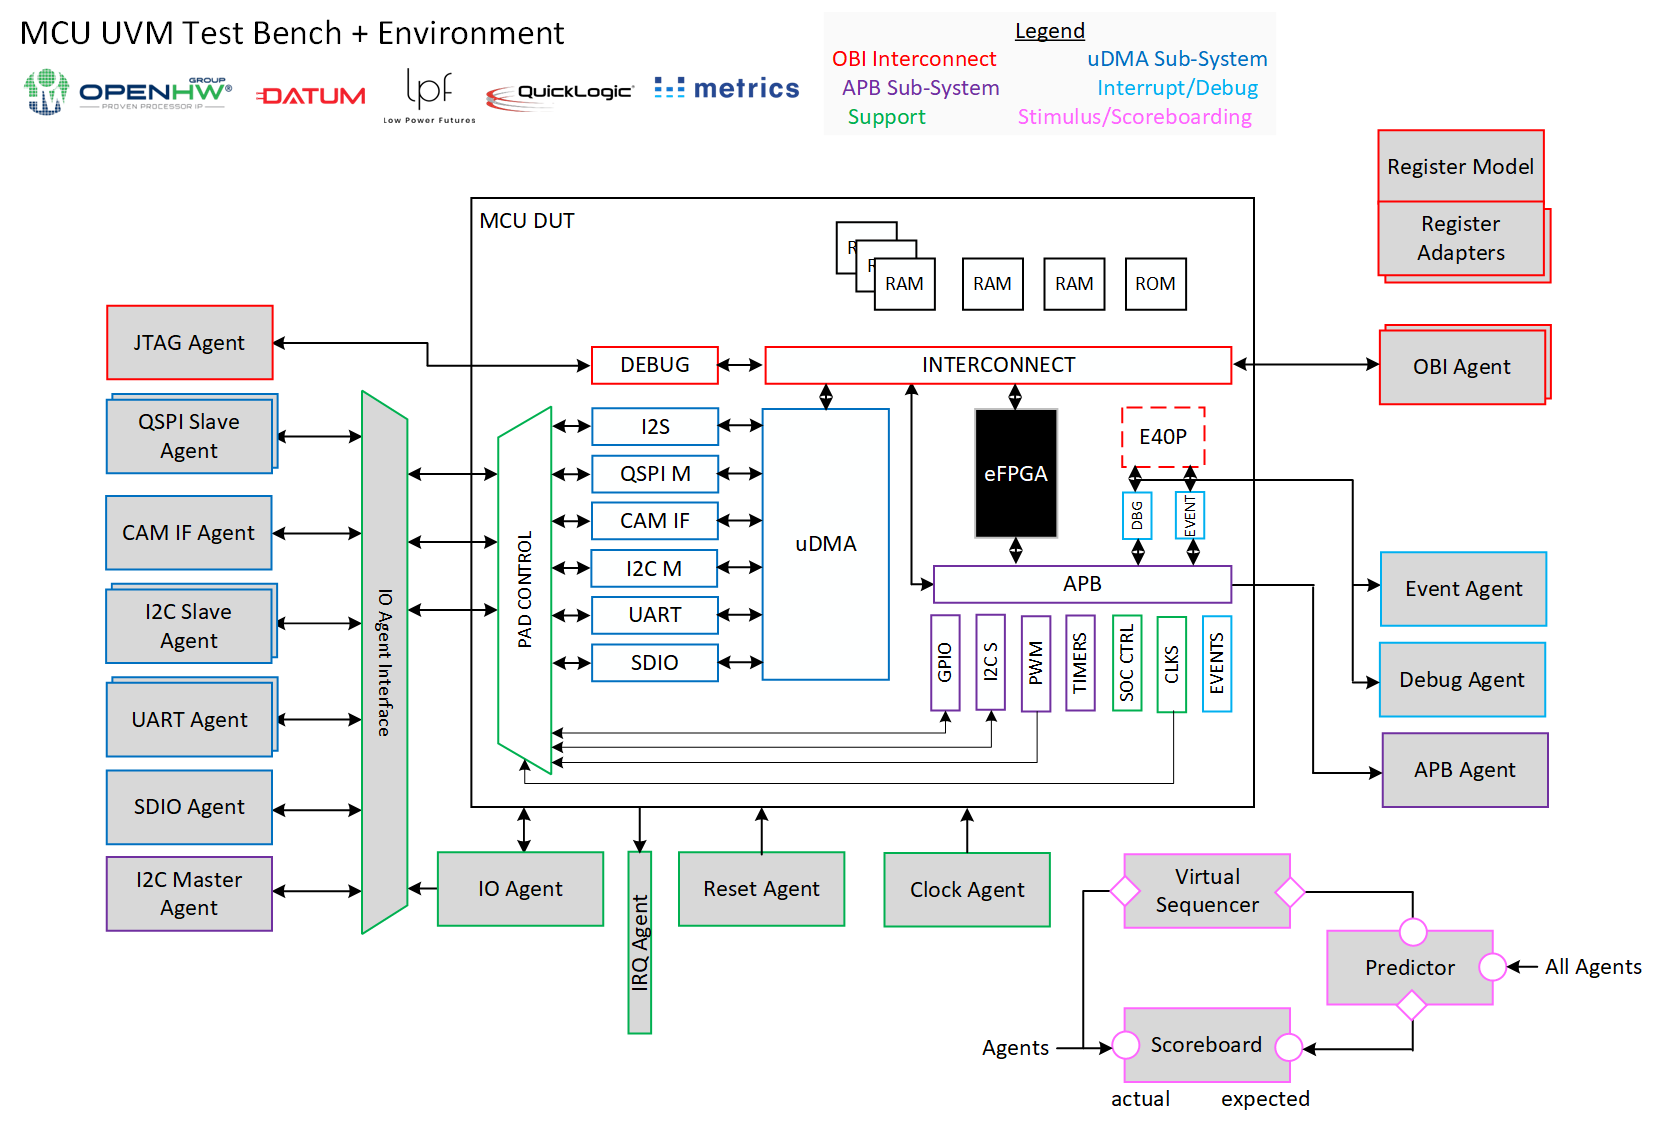 MCU UVM Test Bench + Environment
OPENHW GROUP®
PROVEN PROCESSOR IP
DATUM
lpf
Low Power Futures
QuickLogic
metrics
Legend
OBI Interconnect
uDMA Sub-System
APB Sub-System
Interrupt/Debug
Support
Stimulus/Scoreboarding
Register Model
Register
Adapters
MCU DUT
R
R
RAM
RAM
RAM
ROM
JTAG Agent
DEBUG
INTERCONNECT
OBI Agent
QSPI Slave
Agent
CAM IF Agent
I2C Slave
Agent
UART Agent
SDIO Agent
I2C Master
Agent
IO Agent Interface
PAD CONTROL
I2S
QSPI M
CAM IF
I2C M
UART
SDIO
uDMA
eFPGA
E40P
DBG
EVENT
APB
GPIO
I2C S
PWM
TIMERS
SOC CTRL
CLKS
EVENTS
Event Agent
Debug Agent
APB Agent
IO Agent
IRQ Agent
Reset Agent
Clock Agent
Virtual
Sequencer
Predictor
All Agents
Agents
Scoreboard
actual
expected